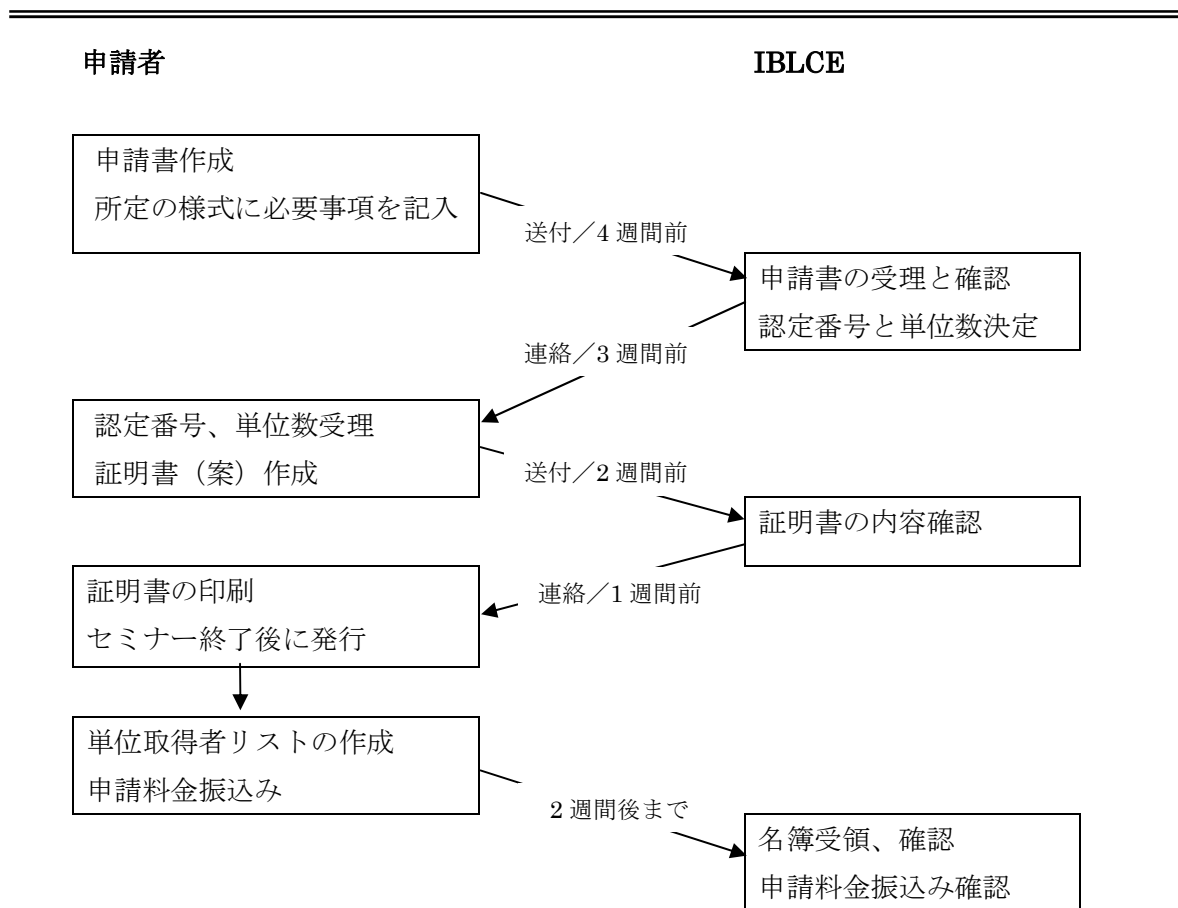 申請者
IBLCE
申請書作成
所定の様式に必要事項を記入
送付／4 週間前
申請書の受理と確認
認定番号と単位数決定
連絡／3 週間前
認定番号、単位数受理
証明書（案）作成
送付／2 週間前
証明書の内容確認
連絡／1 週間前
証明書の印刷
セミナー終了後に発行
単位取得者リストの作成
申請料金振込み
2 週間後まで
名簿受領、確認
申請料金振込み確認